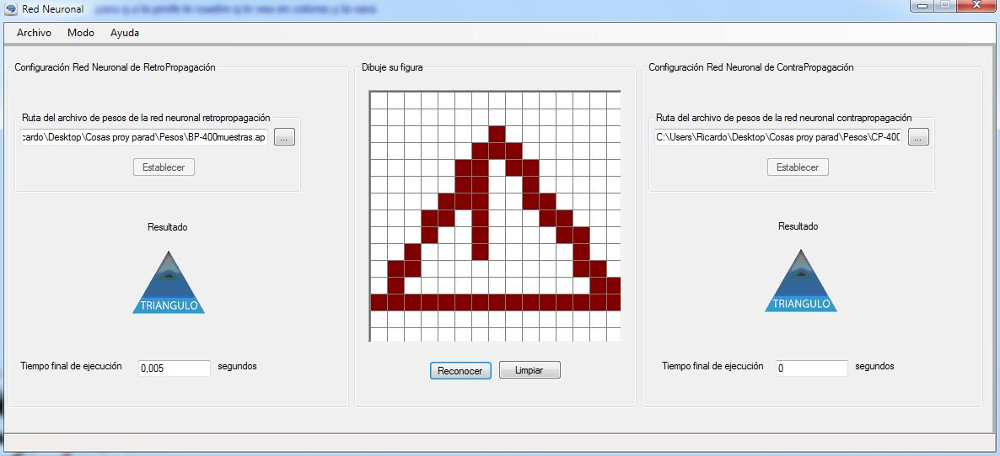 Red Neuronal
Archivo Modo Ayuda
Configuración Red Neuronal de RetroPropagación
Ruta del archivo de pesos de la red neuronal retropropagación
cardo\Desktop\Cosas proy parad\Pesos\BP-400muestras.ap
...
Establecer
Resultado
TRIANGULO
Tiempo final de ejecución 0,005 segundos
Dibuje su figura
Reconocer Limpiar
Configuración Red Neuronal de ContraPropagación
Ruta del archivo de pesos de la red neuronal contrapropagación
C:\Users\Ricardo\Desktop\Cosas proy parad\Pesos\CP-400
...
Establecer
Resultado
TRIANGULO
Tiempo final de ejecución 0 segundos